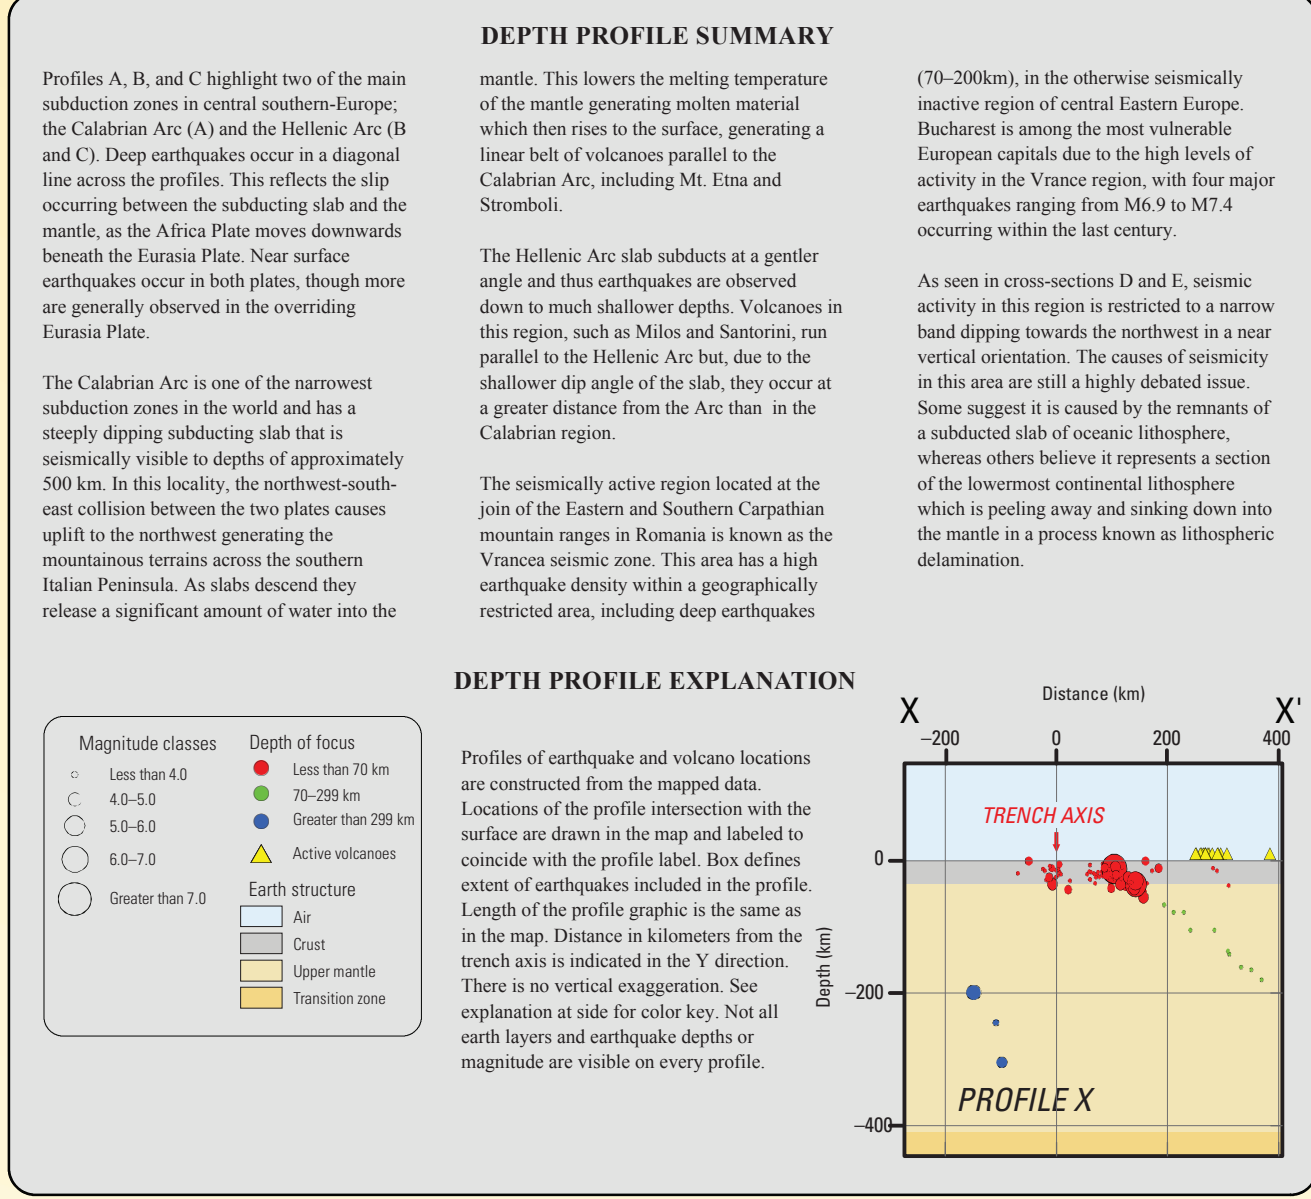 DEPTH PROFILE SUMMARY
Profiles A, B, and C highlight two of the main
subduction zones in central southern-Europe;
the Calabrian Arc (A) and the Hellenic Arc (B
and C). Deep earthquakes occur in a diagonal
line across the profiles. This reflects the slip
occurring between the subducting slab and the
mantle, as the Africa Plate moves downwards
beneath the Eurasia Plate. Near surface
earthquakes occur in both plates, though more
are generally observed in the overriding
Eurasia Plate.
The Calabrian Arc is one of the narrowest
subduction zones in the world and has a
steeply dipping subducting slab that is
seismically visible to depths of approximately
500 km. In this locality, the northwest-south-
east collision between the two plates causes
uplift to the northwest generating the
mountainous terrains across the southern
Italian Peninsula. As slabs descend they
release a significant amount of water into the
mantle. This lowers the melting temperature
of the mantle generating molten material
which then rises to the surface, generating a
linear belt of volcanoes parallel to the
Calabrian Arc, including Mt. Etna and
Stromboli.
The Hellenic Arc slab subducts at a gentler
angle and thus earthquakes are observed
down to much shallower depths. Volcanoes in
this region, such as Milos and Santorini, run
parallel to the Hellenic Arc but, due to the
shallower dip angle of the slab, they occur at
a greater distance from the Arc than in the
Calabrian region.
The seismically active region located at the
join of the Eastern and Southern Carpathian
mountain ranges in Romania is known as the
Vrancea seismic zone. This area has a high
earthquake density within a geographically
restricted area, including deep earthquakes
(70–200km), in the otherwise seismically
inactive region of central Eastern Europe.
Bucharest is among the most vulnerable
European capitals due to the high levels of
activity in the Vrance region, with four major
earthquakes ranging from M6.9 to M7.4
occurring within the last century.
As seen in cross-sections D and E, seismic
activity in this region is restricted to a narrow
band dipping towards the northwest in a near
vertical orientation. The causes of seismicity
in this area are still a highly debated issue.
Some suggest it is caused by the remnants of
a subducted slab of oceanic lithosphere,
whereas others believe it represents a section
of the lowermost continental lithosphere
which is peeling away and sinking down into
the mantle in a process known as lithospheric
delamination.
DEPTH PROFILE EXPLANATION
Magnitude classes
Less than 4.0
4.0–5.0
5.0–6.0
6.0–7.0
Greater than 7.0
Depth of focus
Less than 70 km
70–299 km
Greater than 299 km
Active volcanoes
Earth structure
Air
Crust
Upper mantle
Transition zone
Profiles of earthquake and volcano locations
are constructed from the mapped data.
Locations of the profile intersection with the
surface are drawn in the map and labeled to
coincide with the profile label. Box defines
extent of earthquakes included in the profile.
Length of the profile graphic is the same as
in the map. Distance in kilometers from the
trench axis is indicated in the Y direction.
There is no vertical exaggeration. See
explanation at side for color key. Not all
earth layers and earthquake depths or
magnitude are visible on every profile.
Distance (km)
X X'
–200 0 200 400
TRENCH AXIS
0
–200
–400
Depth (km)
PROFILE X